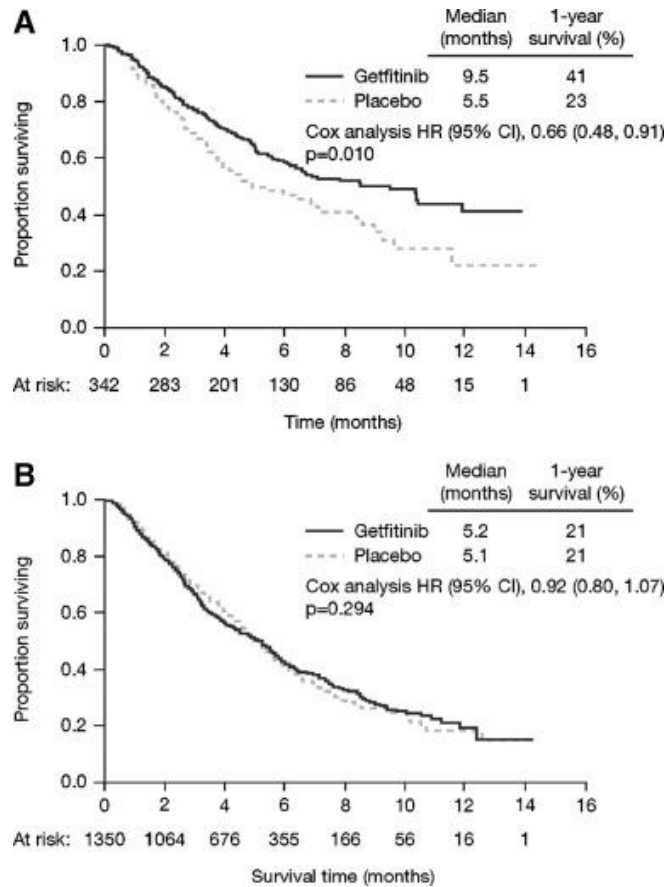 A
Median (months) 1-year survival (%)
Getfitinib 9.5 41
Placebo 5.5 23
Cox analysis HR (95% CI), 0.66 (0.48, 0.91)
p=0.010
Proportion surviving
1.0
0.8
0.6
0.4
0.2
0.0
0 2 4 6 8 10 12 14 16
At risk: 342 283 201 130 86 48 15 1
Time (months)
B
Median (months) 1-year survival (%)
Getfitinib 5.2 21
Placebo 5.1 21
Cox analysis HR (95% CI), 0.92 (0.80, 1.07)
p=0.294
Proportion surviving
1.0
0.8
0.6
0.4
0.2
0.0
0 2 4 6 8 10 12 14 16
At risk: 1350 1064 676 355 166 56 16 1
Survival time (months)